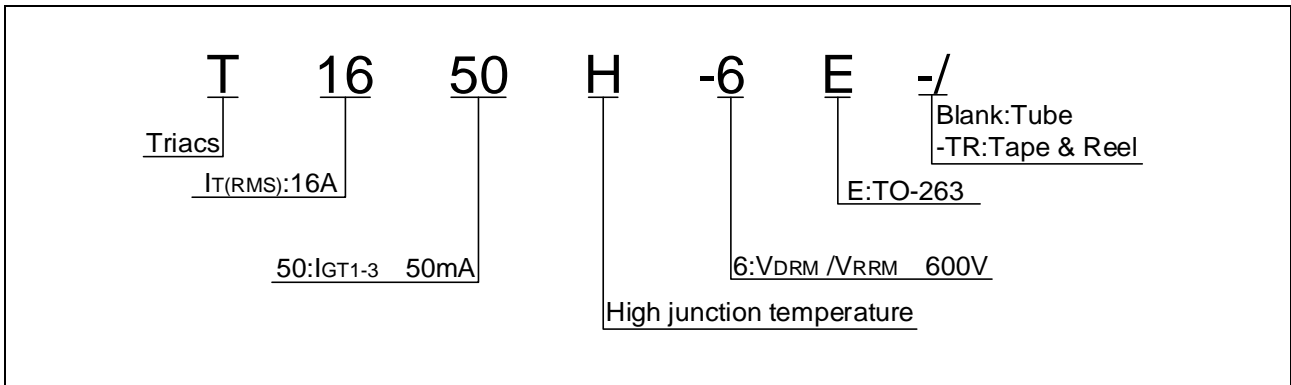 T 16 50 H -6 E -/
Blank:Tube
Triacs
-TR:Tape & Reel
IT(RMS):16A
E:TO-263
50:IGT1-3 50mA
6:VDRM /VRRM 600V
High junction temperature